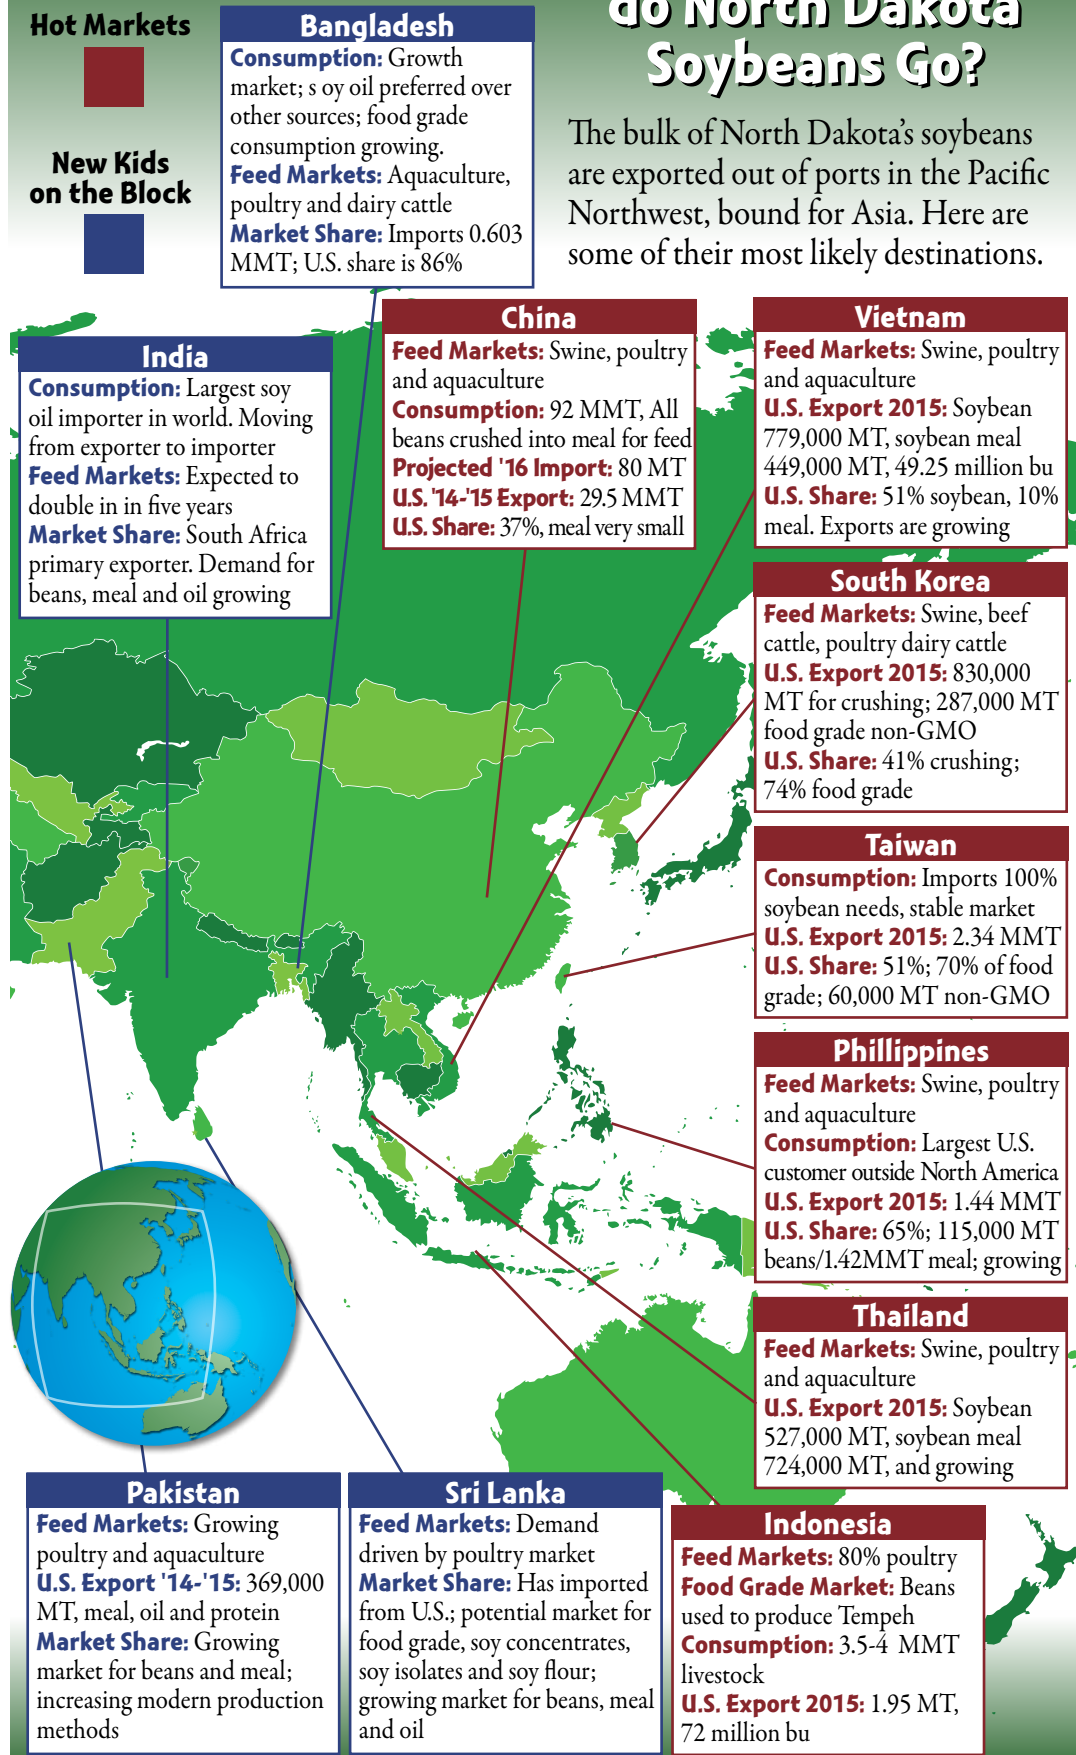 do North Dakota
Soybeans Go?
The bulk of North Dakota's soybeans
are exported out of ports in the Pacific
Northwest, bound for Asia. Here are
some of their most likely destinations.
Hot Markets
New Kids
on the Block
Bangladesh
Consumption: Growth
market; s oy oil preferred over
other sources; food grade
consumption growing.
Feed Markets: Aquaculture,
poultry and dairy cattle
Market Share: Imports 0.603
MMT; U.S. share is 86%
India
Consumption: Largest soy
oil importer in world. Moving
from exporter to importer
Feed Markets: Expected to
double in in five years
Market Share: South Africa
primary exporter. Demand for
beans, meal and oil growing
China
Feed Markets: Swine, poultry
and aquaculture
Consumption: 92 MMT, All
beans crushed into meal for feed
Projected '16 Import: 80 MT
U.S. '14-'15 Export: 29.5 MMT
U.S. Share: 37%, meal very small
Vietnam
Feed Markets: Swine, poultry
and aquaculture
U.S. Export 2015: Soybean
779,000 MT, soybean meal
449,000 MT, 49.25 million bu
U.S. Share: 51% soybean, 10%
meal. Exports are growing
South Korea
Feed Markets: Swine, beef
cattle, poultry dairy cattle
U.S. Export 2015: 830,000
MT for crushing; 287,000 MT
food grade non-GMO
U.S. Share: 41% crushing;
74% food grade
Taiwan
Consumption: Imports 100%
soybean needs, stable market
U.S. Export 2015: 2.34 MMT
U.S. Share: 51%; 70% of food
grade; 60,000 MT non-GMO
Phillippines
Feed Markets: Swine, poultry
and aquaculture
Consumption: Largest U.S.
customer outside North America
U.S. Export 2015: 1.44 MMT
U.S. Share: 65%; 115,000 MT
beans/1.42MMT meal; growing
Thailand
Feed Markets: Swine, poultry
and aquaculture
U.S. Export 2015: Soybean
527,000 MT, soybean meal
724,000 MT, and growing
Pakistan
Feed Markets: Growing
poultry and aquaculture
U.S. Export '14-'15: 369,000
MT, meal, oil and protein
Market Share: Growing
market for beans and meal;
increasing modern production
methods
Sri Lanka
Feed Markets: Demand
driven by poultry market
Market Share: Has imported
from U.S.; potential market for
food grade, soy concentrates,
soy isolates and soy flour;
growing market for beans, meal
and oil
Indonesia
Feed Markets: 80% poultry
Food Grade Market: Beans
used to produce Tempeh
Consumption: 3.5-4 MMT
livestock
U.S. Export 2015: 1.95 MT,
72 million bu